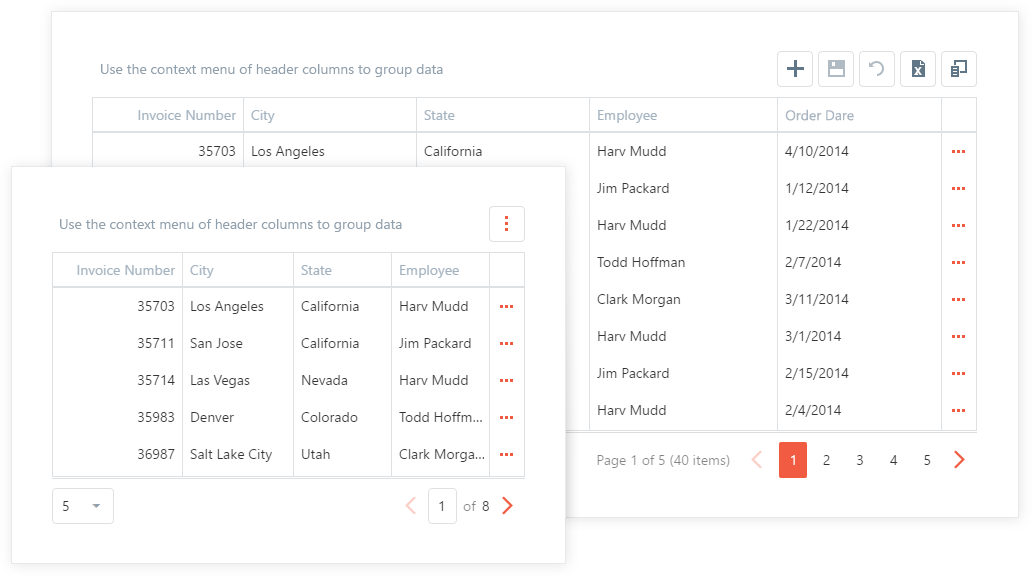 Use the context menu of header columns to group data
Invoice Number City State Employee Order Dare
35703 Los Angeles California Harv Mudd 4/10/2014
Jim Packard 1/12/2014
Harv Mudd 1/22/2014
Todd Hoffman 2/7/2014
Clark Morgan 3/11/2014
Harv Mudd 3/1/2014
Jim Packard 2/15/2014
Harv Mudd 2/4/2014
Page 1 of 5 (40 items) 1 2 3 4 5
Use the context menu of header columns to group data
Invoice Number City State Employee
35703 Los Angeles California Harv Mudd
35711 San Jose California Jim Packard
35714 Las Vegas Nevada Harv Mudd
35983 Denver Colorado Todd Hoffm...
36987 Salt Lake City Utah Clark Morga...
5 1 of 8